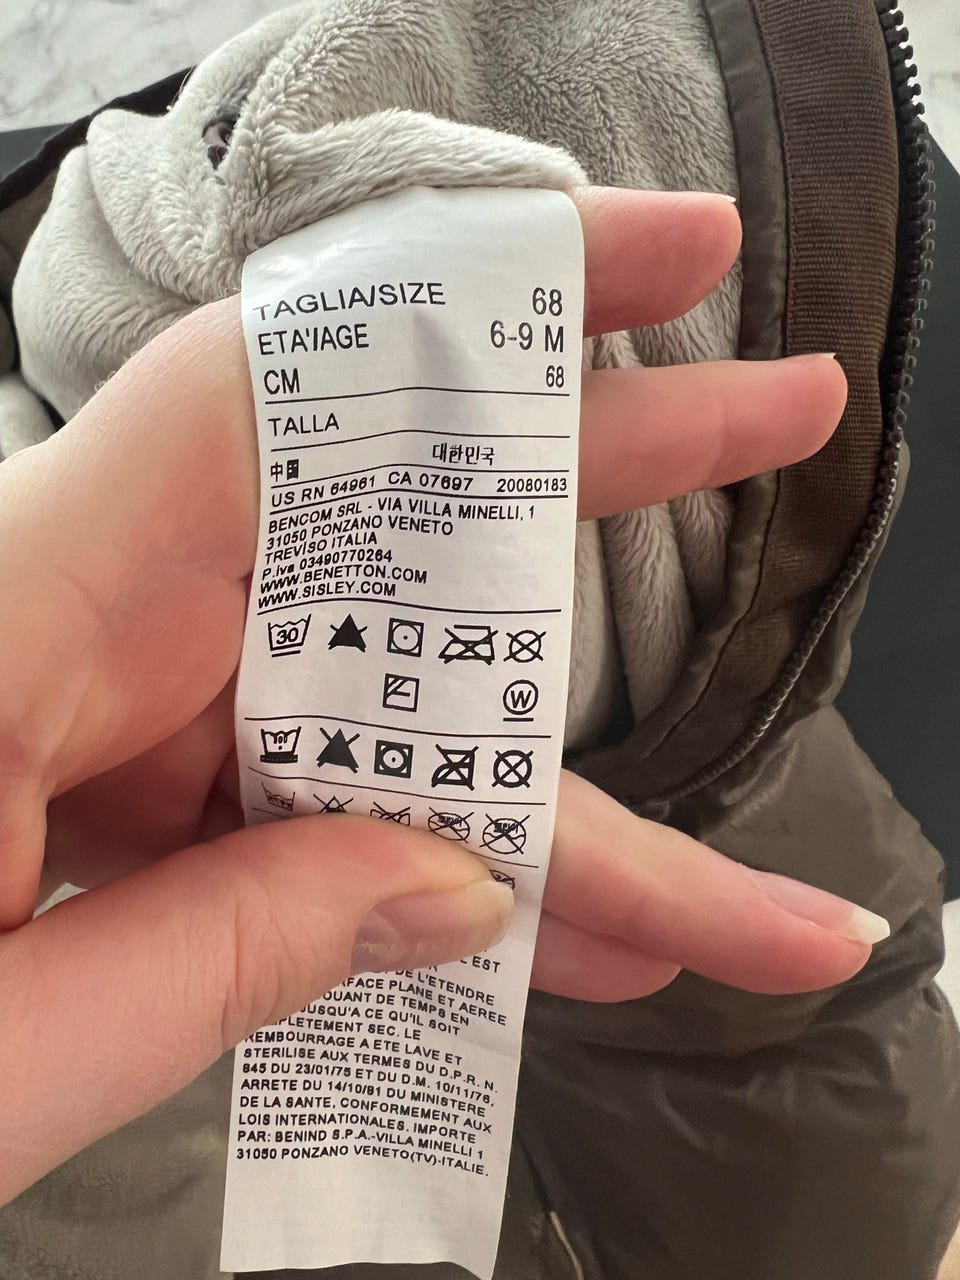 TAGLIA/SIZE 68
ETA'/AGE 6-9 M
CM 68
TALLA
中国 대한민국
US RN 64961 CA 07697 20080183
BENCOM SRL - VIA VILLA MINELLI, 1
31050 PONZANO VENETO
TREVISO ITALIA
P.iva 03490770264
WWW.BENETTON.COM
WWW.SISLEY.COM
30
W
EST
DE L'ETENDRE
FACE PLANE ET AEREE
OUANT DE TEMPS EN
JUSQU'A CE QU'IL SOIT
PLETEMENT SEC. LE
REMBOURRAGE A ETE LAVE ET
STERILISE AUX TERMES DU D.P.R. N.
845 DU 23/01/75 ET DU D.M. 10/11/76,
ARRETE DU 14/10/81 DU MINISTERE
DE LA SANTE, CONFORMEMENT AUX
LOIS INTERNATIONALES. IMPORTE
PAR: BENIND S.P.A.-VILLA MINELLI 1
31050 PONZANO VENETO(TV)-ITALIE.